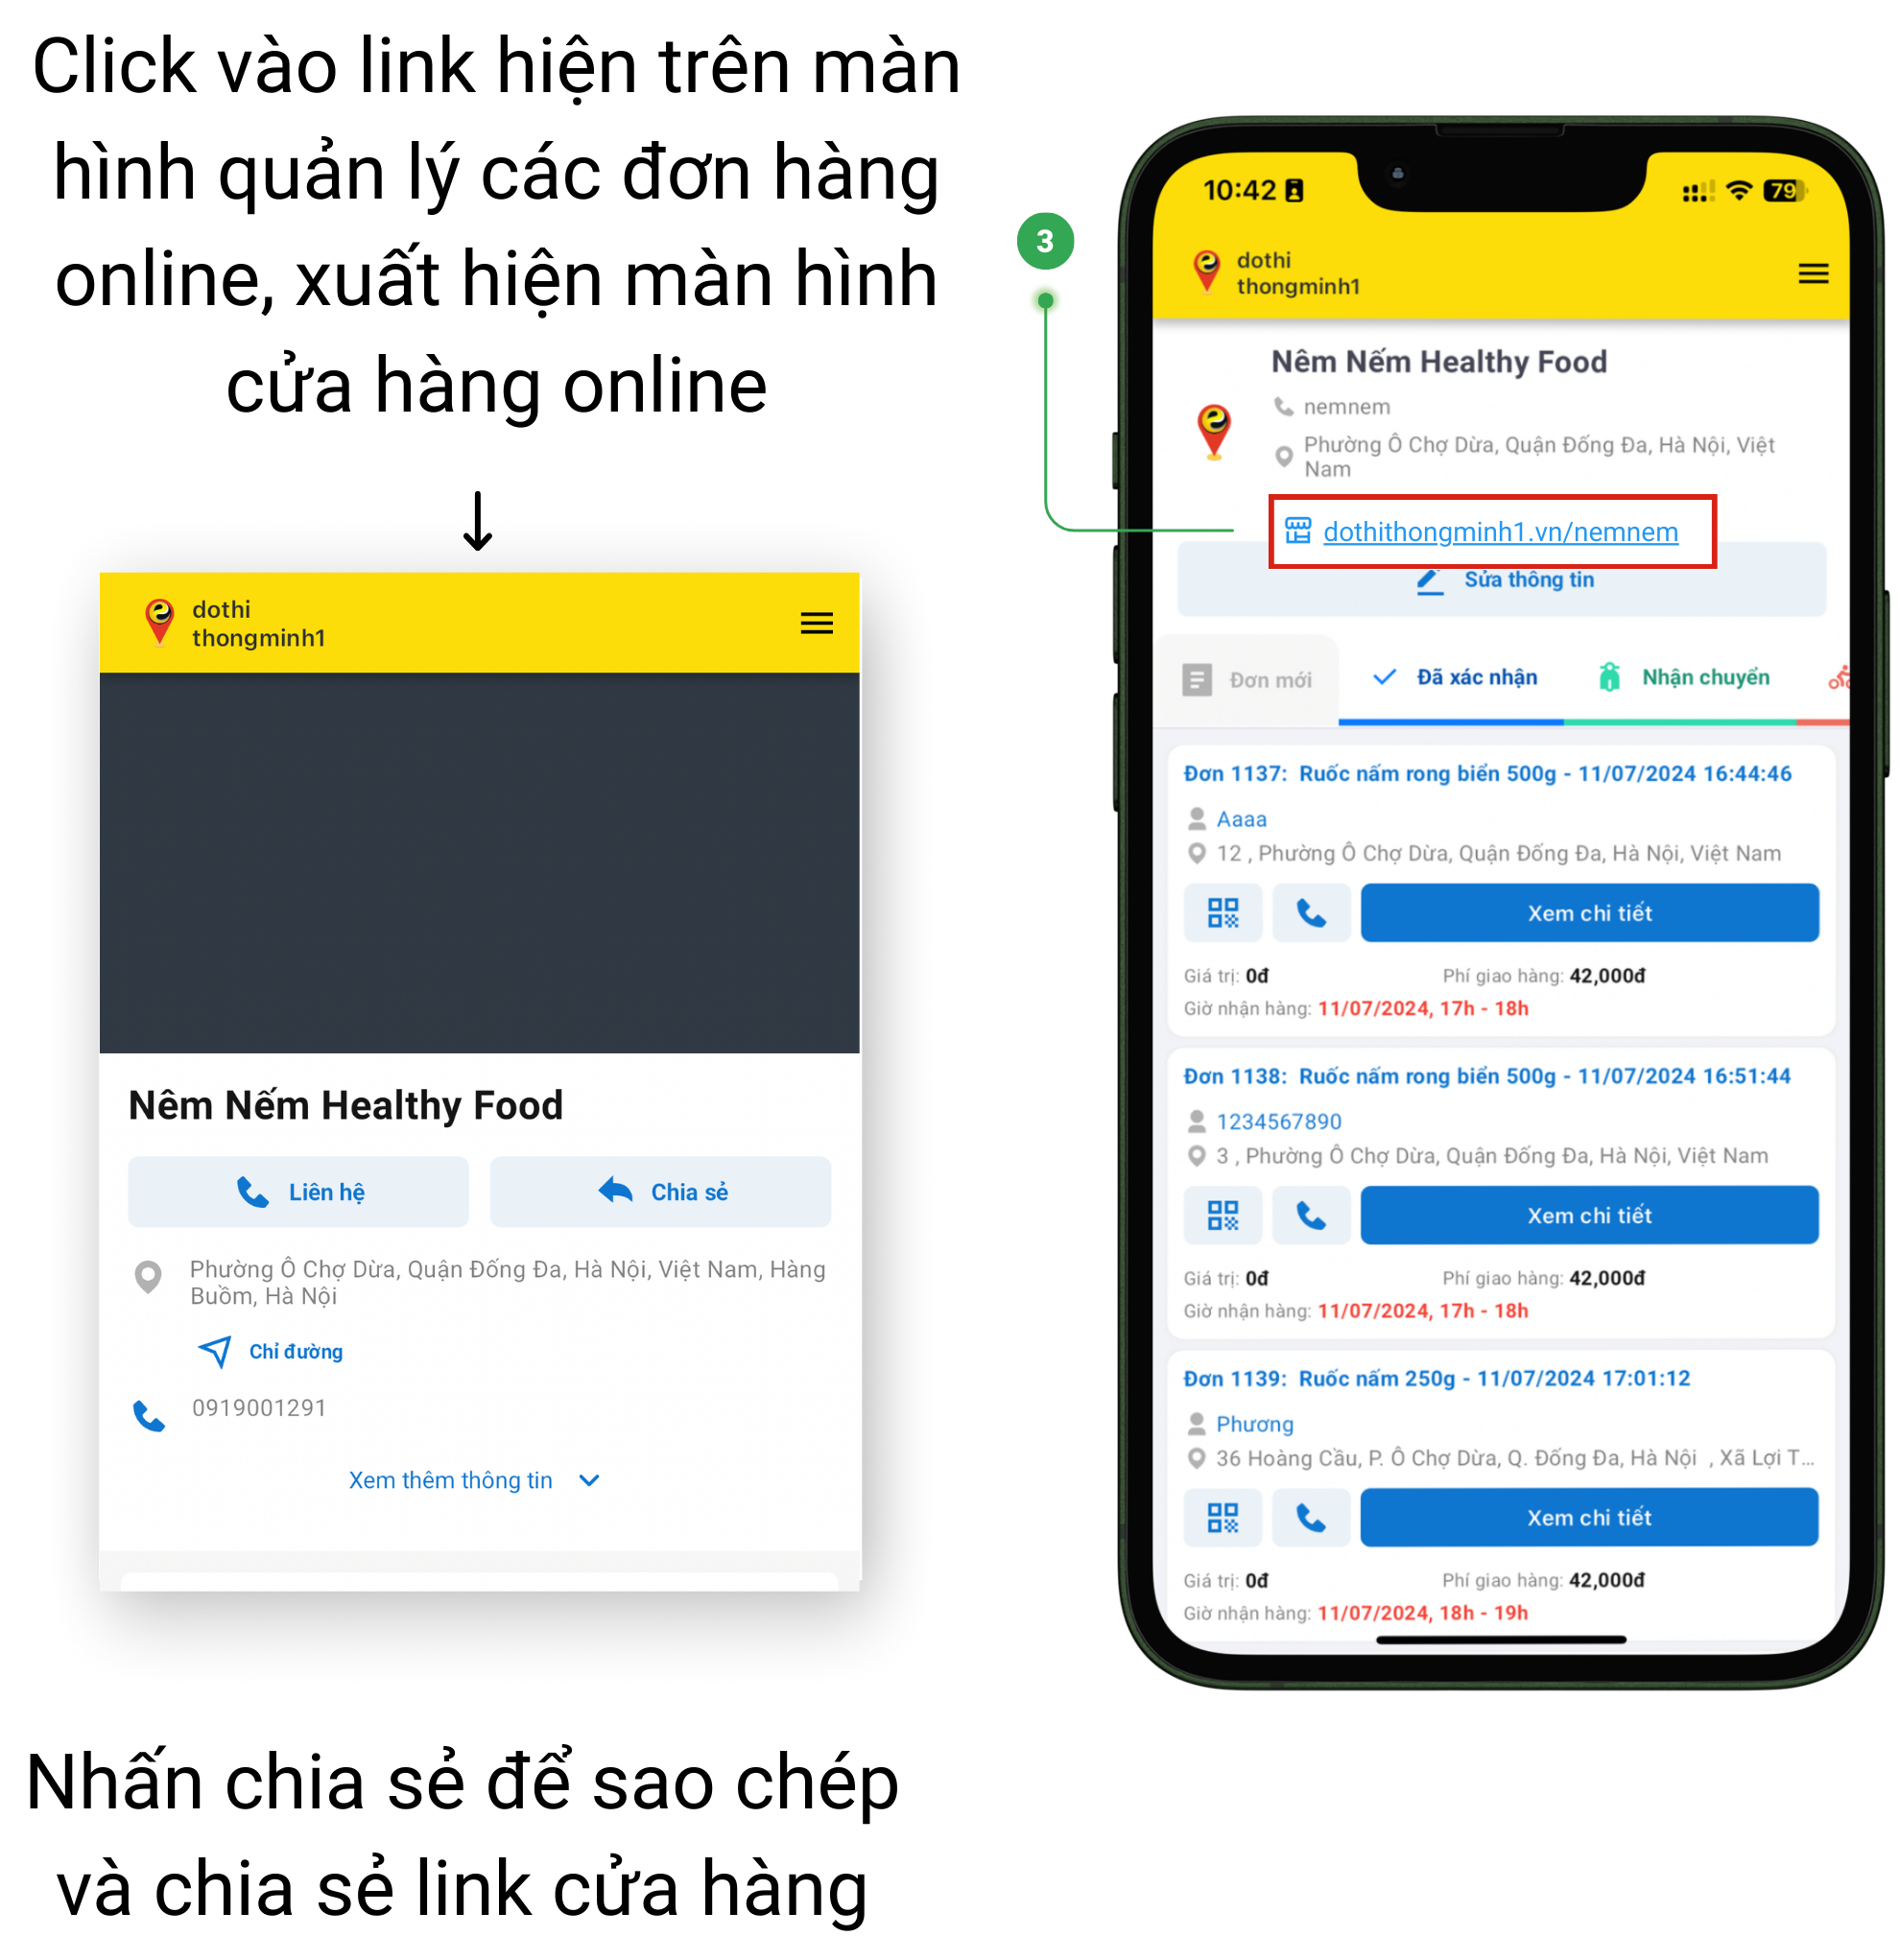 Click vào link hiện trên màn
hình quản lý các đơn hàng
online, xuất hiện màn hình
cửa hàng online
dothi
thongminh1
Nêm Nếm Healthy Food
Liên hệ
Chia sẻ
Phường Ô Chợ Dừa, Quận Đống Đa, Hà Nội, Việt Nam, Hàng
Buồm, Hà Nội
Chỉ đường
0919001291
Xem thêm thông tin
Nhấn chia sẻ để sao chép
và chia sẻ link cửa hàng
3
10:42
79
dothi
thongminh1
Nêm Nếm Healthy Food
nemnem
Phường Ô Chợ Dừa, Quận Đống Đa, Hà Nội, Việt
Nam
dothithongminh1.vn/nemnem
Sửa thông tin
Đơn mới
Đã xác nhận
Nhận chuyển
Đơn 1137: Ruốc nấm rong biển 500g - 11/07/2024 16:44:46
Aaaa
12 , Phường Ô Chợ Dừa, Quận Đống Đa, Hà Nội, Việt Nam
Xem chi tiết
Giá trị: 0đ
Phí giao hàng: 42,000đ
Giờ nhận hàng: 11/07/2024, 17h - 18h
Đơn 1138: Ruốc nấm rong biển 500g - 11/07/2024 16:51:44
1234567890
3 , Phường Ô Chợ Dừa, Quận Đống Đa, Hà Nội, Việt Nam
Xem chi tiết
Giá trị: 0đ
Phí giao hàng: 42,000đ
Giờ nhận hàng: 11/07/2024, 17h - 18h
Đơn 1139: Ruốc nấm 250g - 11/07/2024 17:01:12
Phương
36 Hoàng Cầu, P. Ô Chợ Dừa, Q. Đống Đa, Hà Nội , Xã Lợi T...
Xem chi tiết
Giá trị: 0đ
Phí giao hàng: 42,000đ
Giờ nhận hàng: 11/07/2024, 18h - 19h